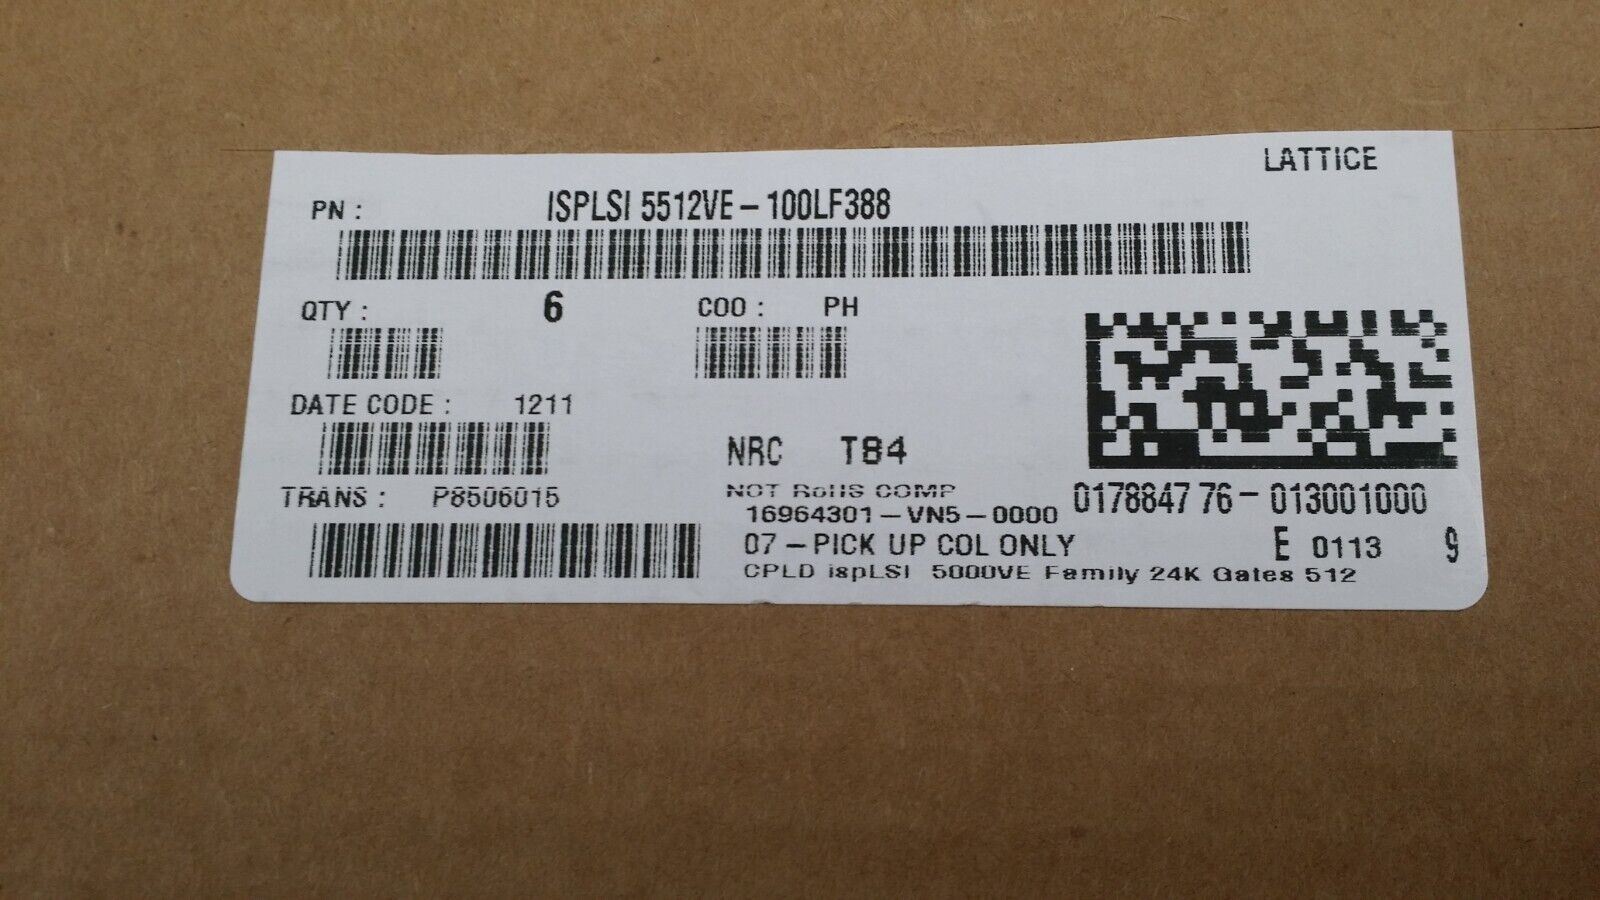 LATTICE
PN : ISPLSI 5512VE-100LF388
QTY : 6 COO : PH
DATE CODE : 1211
NRC T84
TRANS : P8506015
NOT RoHS COMP
16964301-VN5-0000
017884776-013001000
07-PICK UP COL ONLY
E 0113 9
CPLD ispLSI 5000VE Family 24K Gates 512